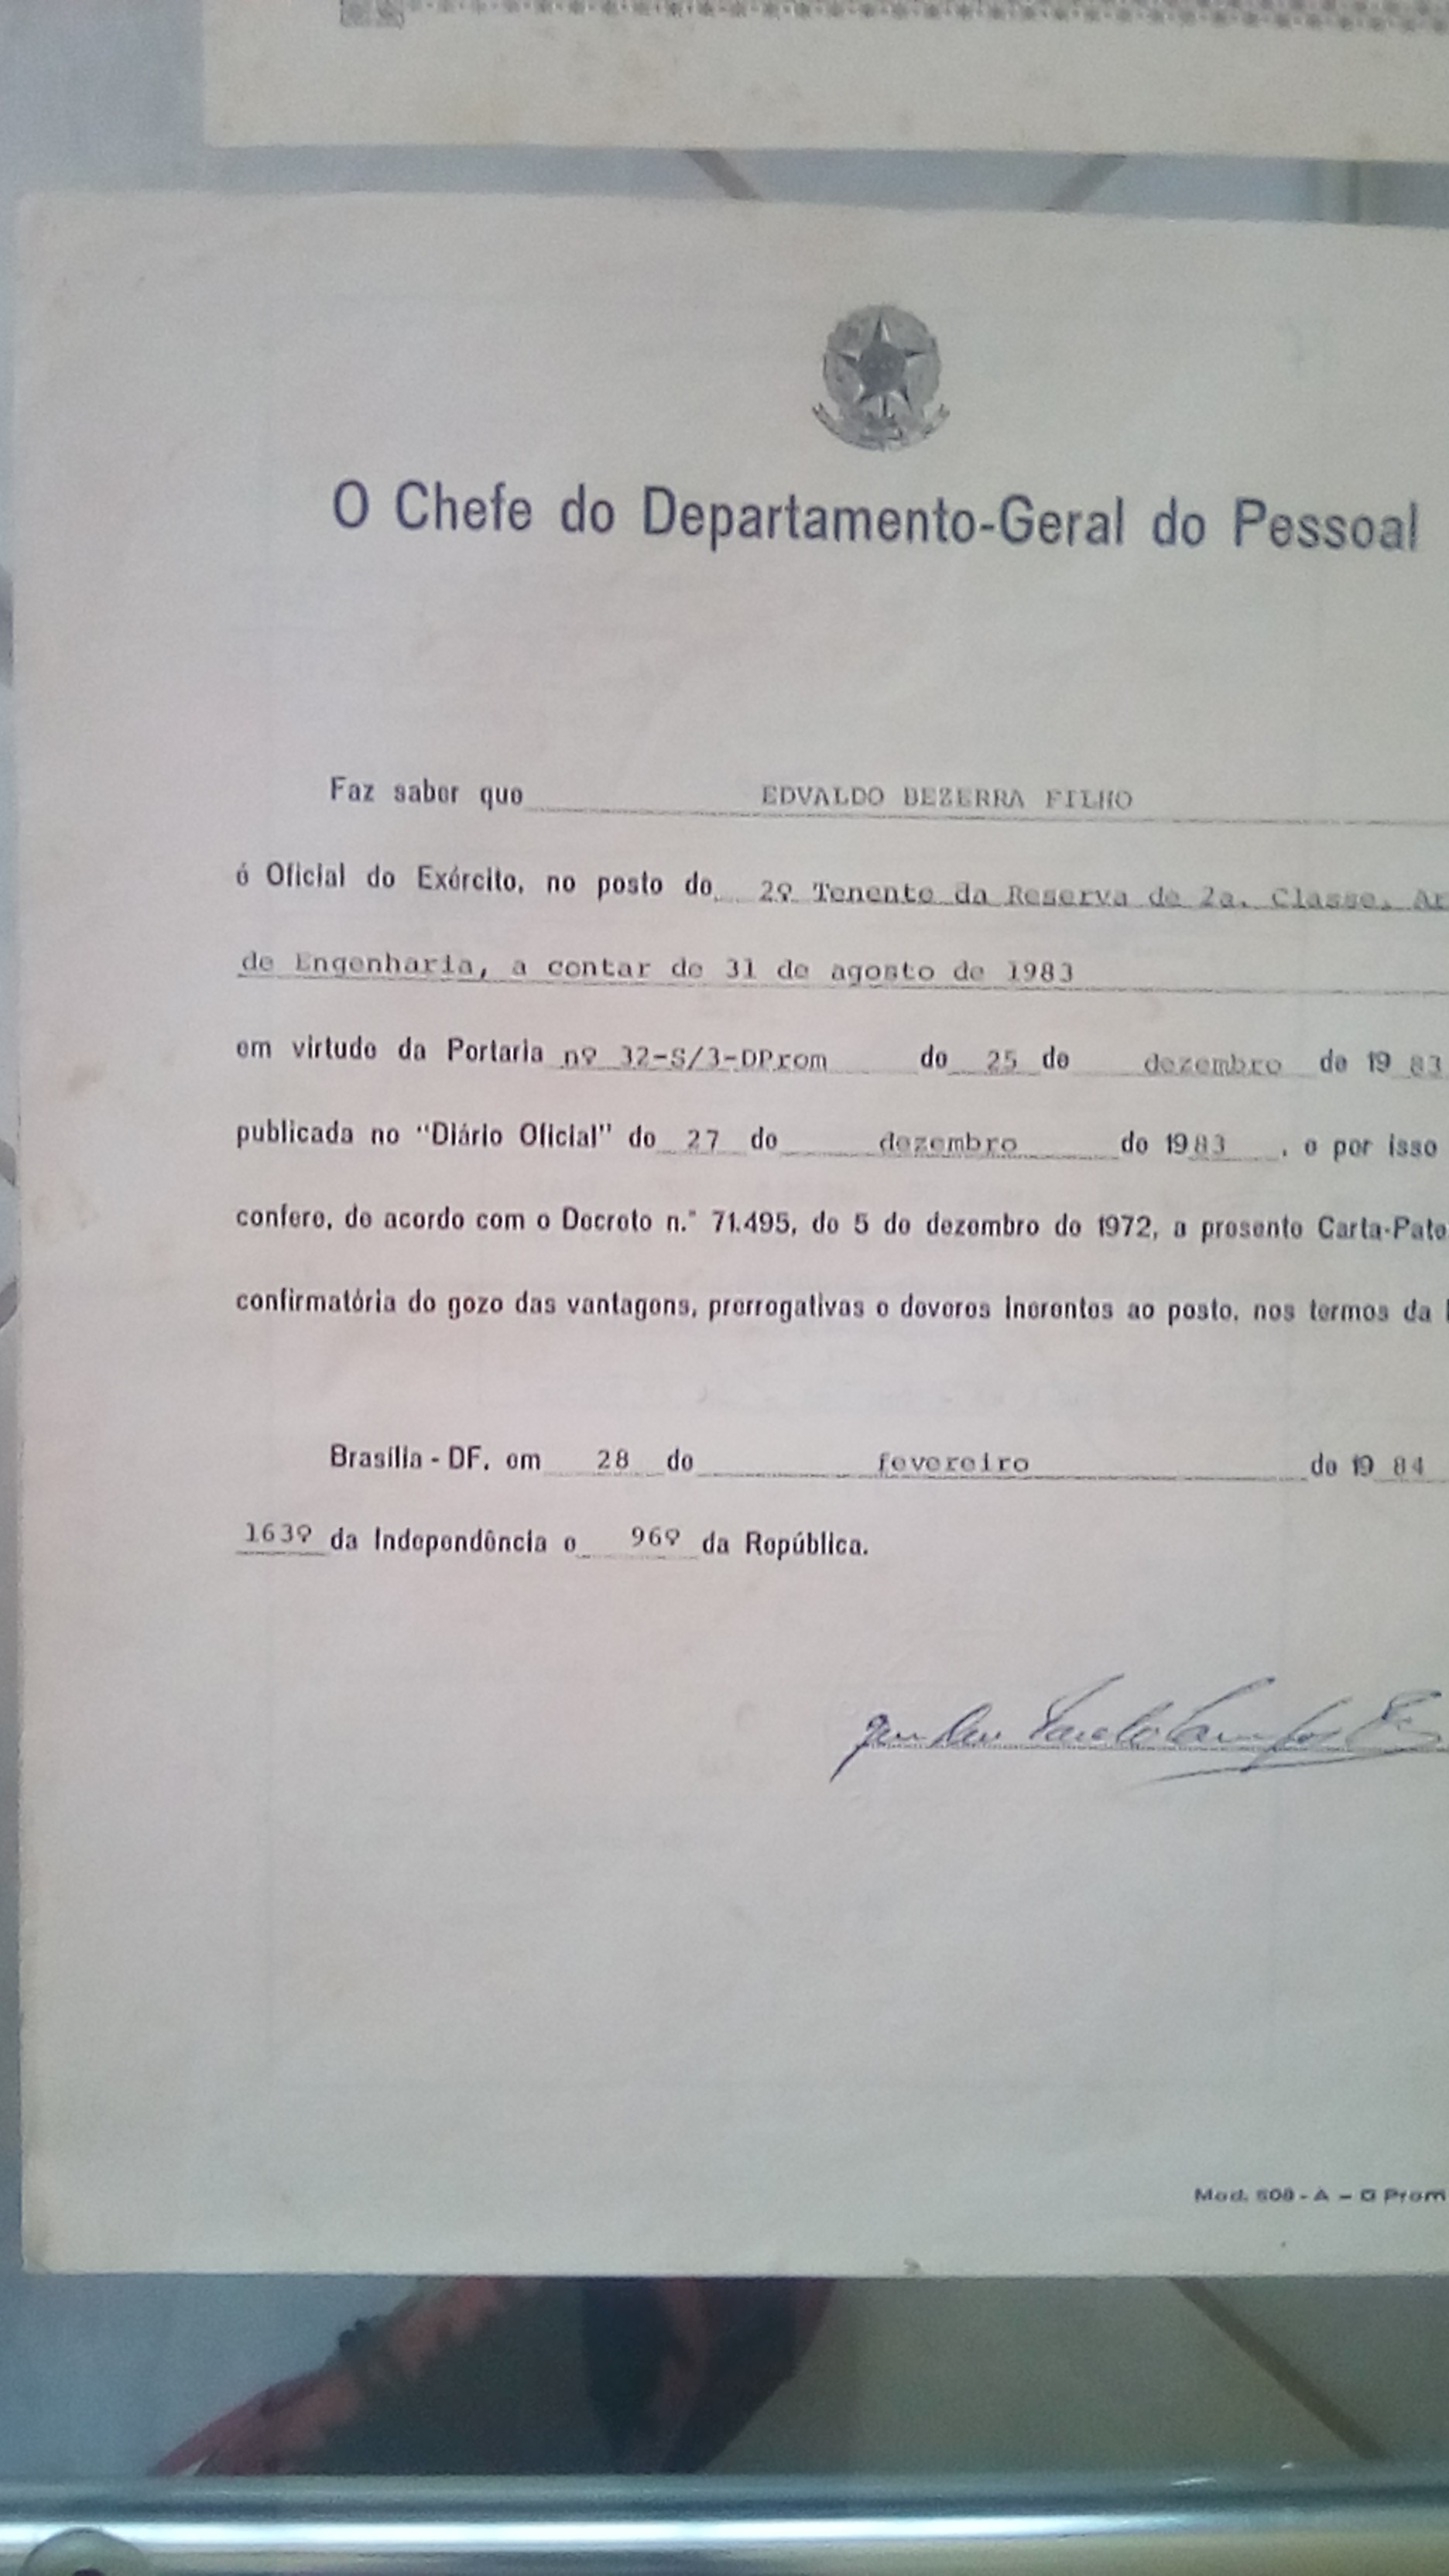 O Chefe do Departamento-Geral do Pessoal
Faz saber que EDVALDO BEZERRA FILHO
é Oficial do Exército, no posto de 2º Tenente da Reserva de 2a. Classe, Ar
de Engenharia, a contar de 31 de agosto de 1983
em virtude da Portaria nº 32-S/3-DProm de 25 de dezembro de 19 83
publicada no "Diário Oficial" de 27 de dezembro de 1983, e por isso
confere, de acordo com o Decreto n.º 71.495, de 5 de dezembro de 1972, a presente Carta-Pate
confirmatória do gozo das vantagens, prerrogativas e deveres inerentes ao posto, nos termos da
Brasília - DF, em 28 de fevereiro de 19 84
163º da Independência e 96º da República.
Mod. 508 - A - G Prom